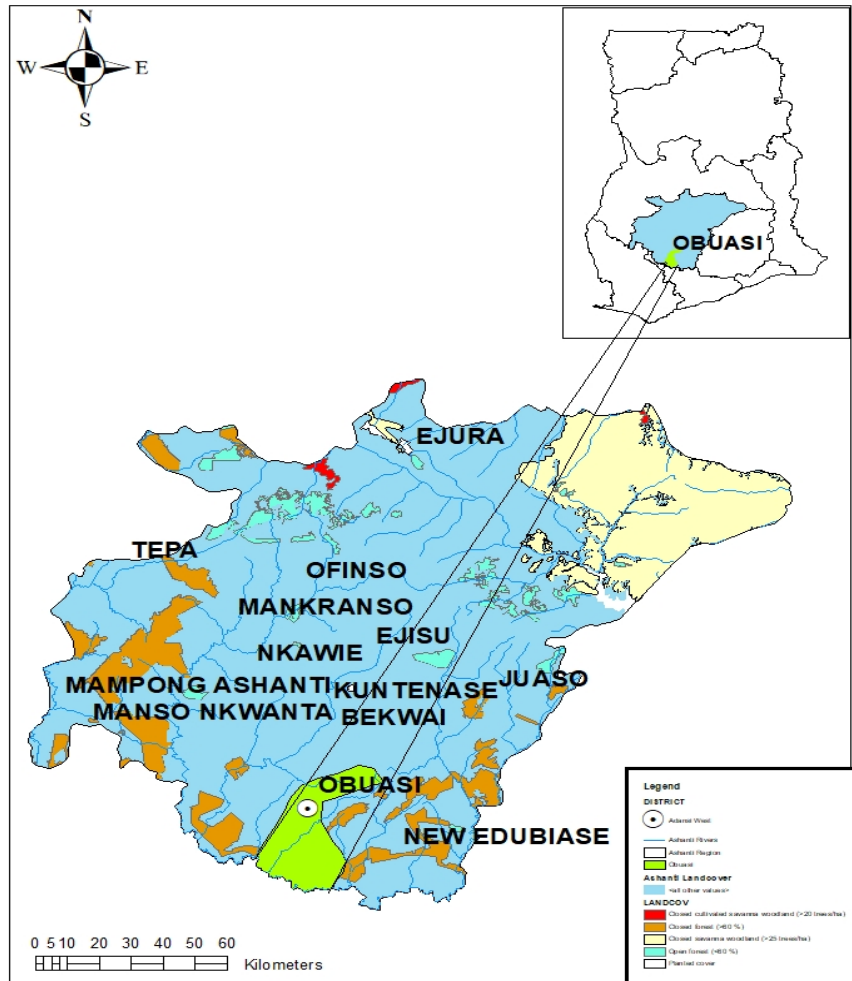 N
W E
S
OBUASI
EJURA
TEPA
OFINSO
MANKRANSO
EJISU
NKAWIE
JUASO
MAMPONG ASHANTI
KUNTENASE
MANSO NKWANTA
BEKWAI
OBUASI
NEW EDUBIASE
0 5 10 20 30 40 50 60
Kilometers
Legend
DISTRICT
Adansi West
Ashanti Rivers
Ashanti Region
Obuasi
Ashanti Landcover
<all other values>
LANDCOV
Closed cultivated savanna woodland (>20 trees/ha)
Closed forest (>60 %)
Closed savanna woodland (>25 trees/ha)
Open forest (<60 %)
Planted cover